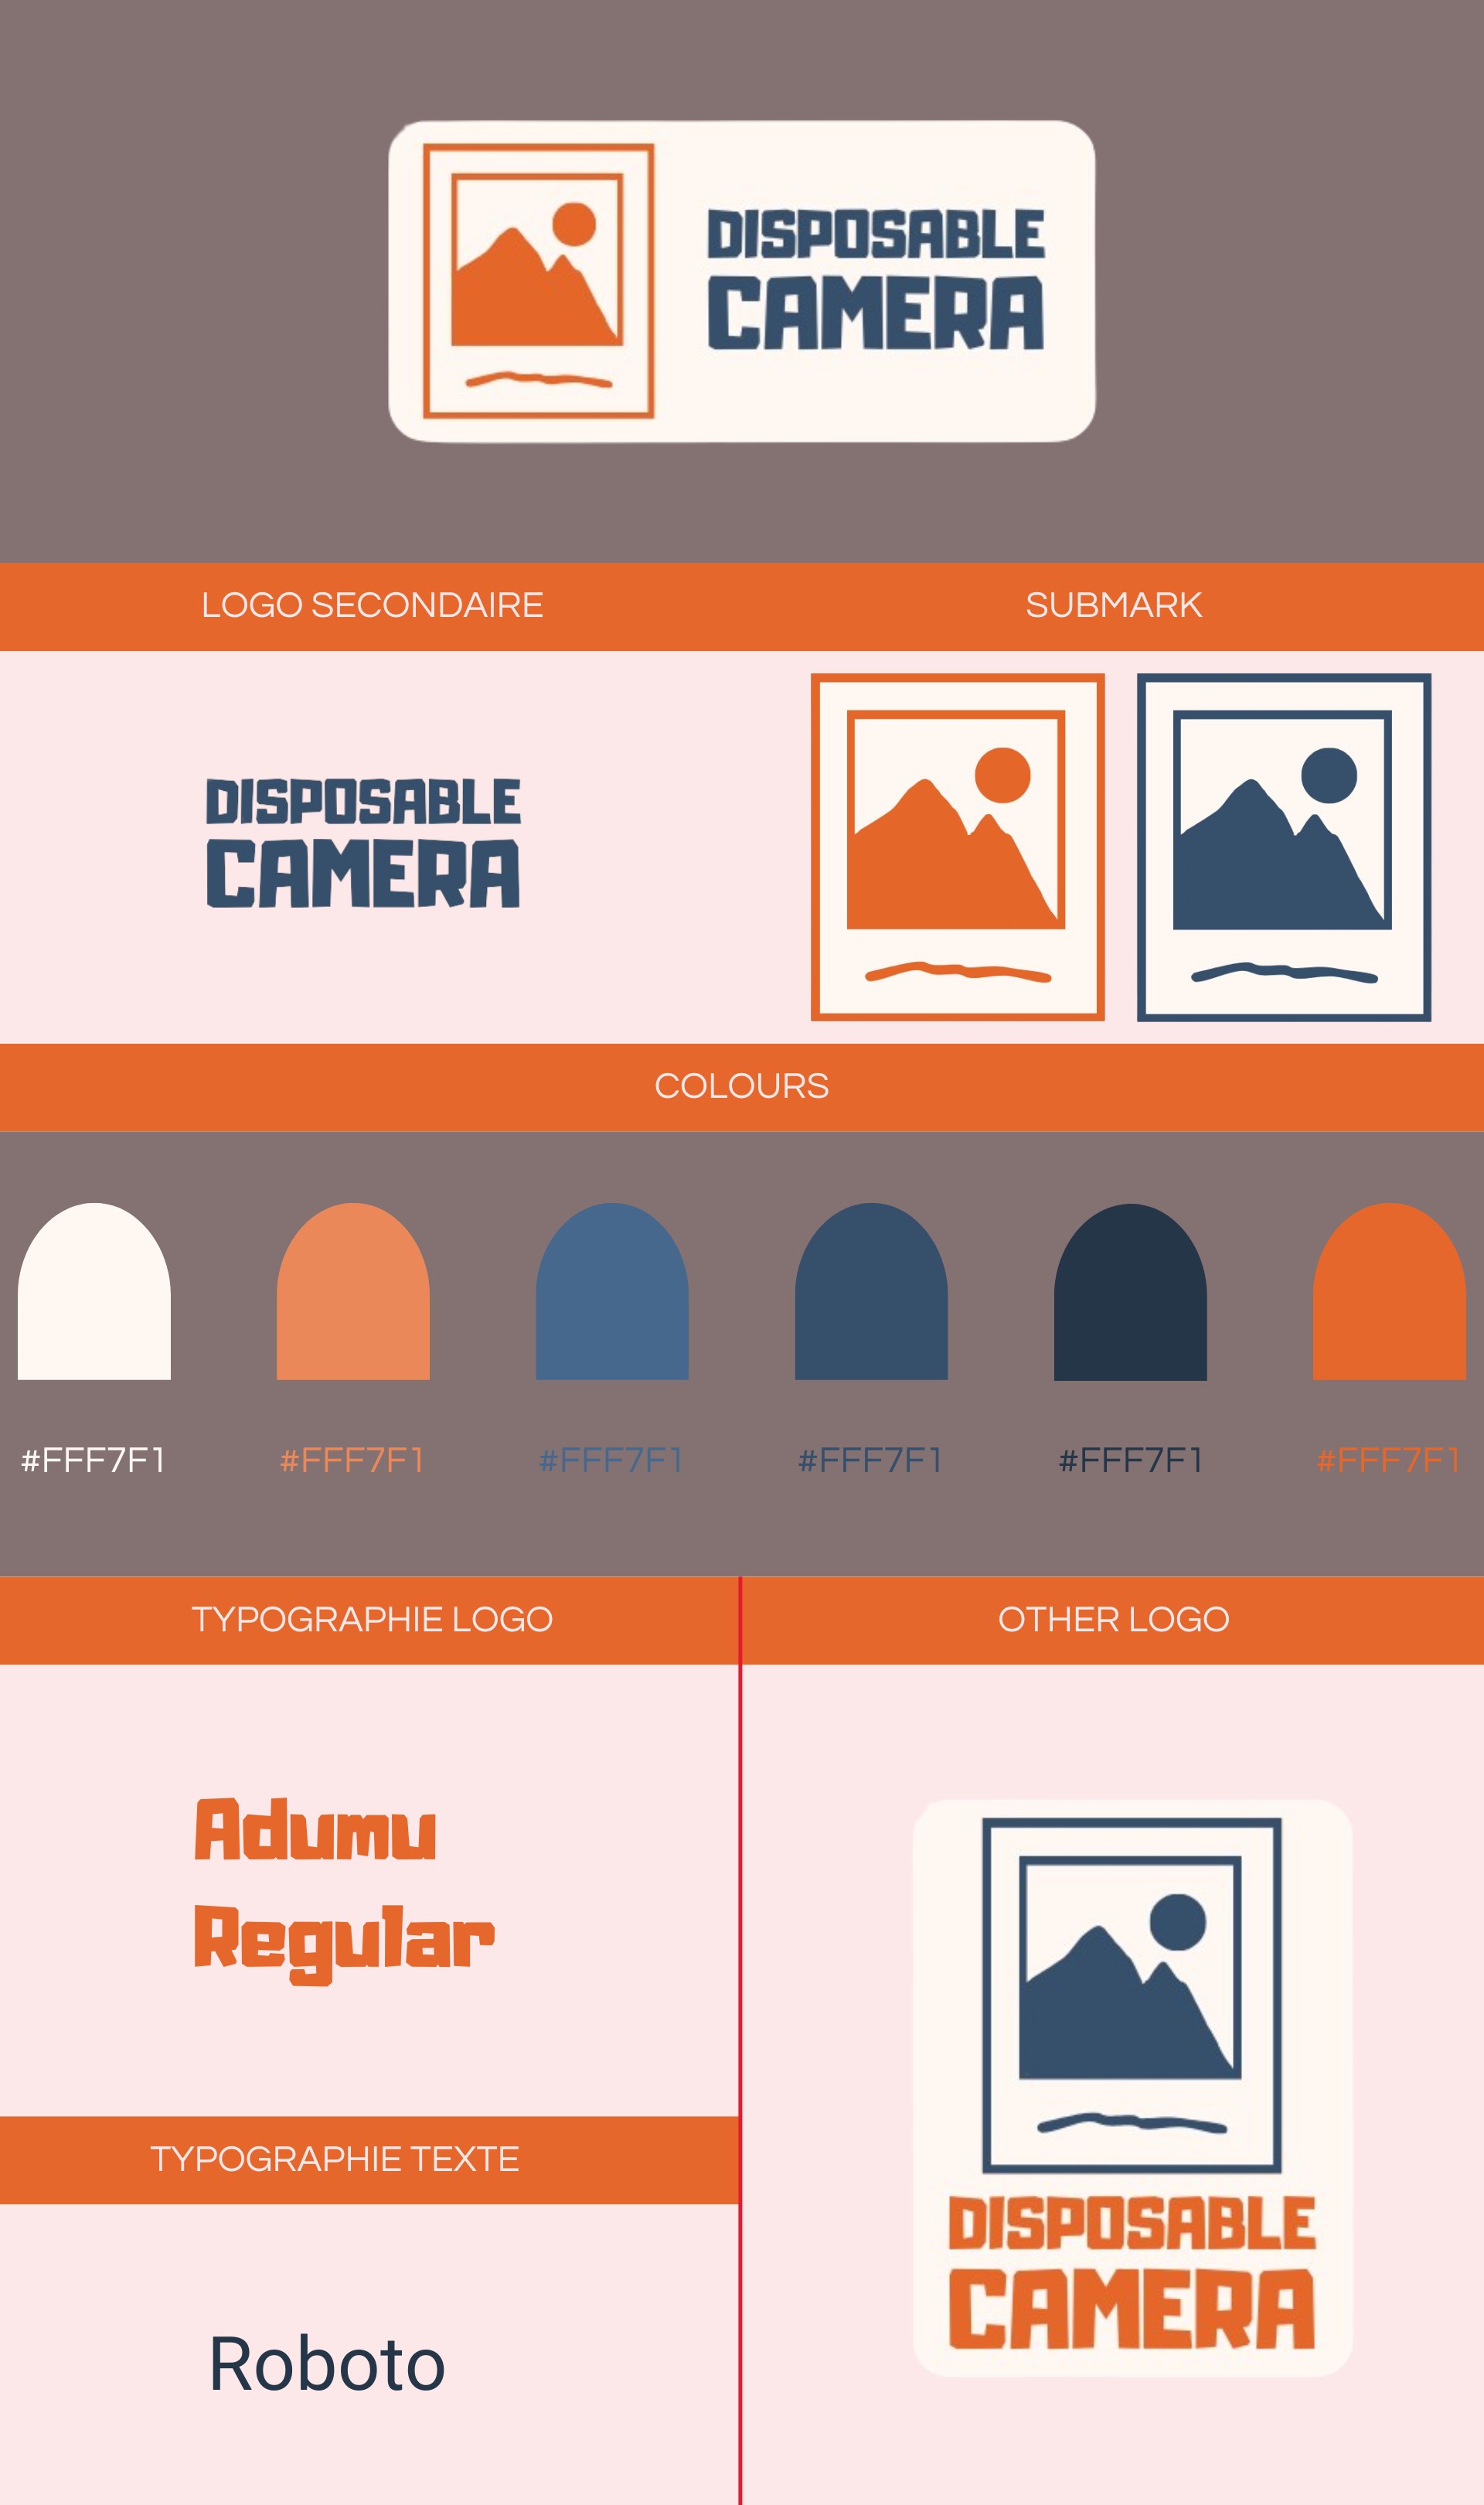 DISPOSABLE
CAMERA
LOGO SECONDAIRE
SUBMARK
DISPOSABLE
CAMERA
COLOURS
#FFF7F1 #FFF7F1 #FFF7F1 #FFF7F1 #FFF7F1 #FFF7F1
TYPOGRAPHIE LOGO
OTHER LOGO
Adumu
Regular
TYPOGRAPHIE TEXTE
Roboto
DISPOSABLE
CAMERA